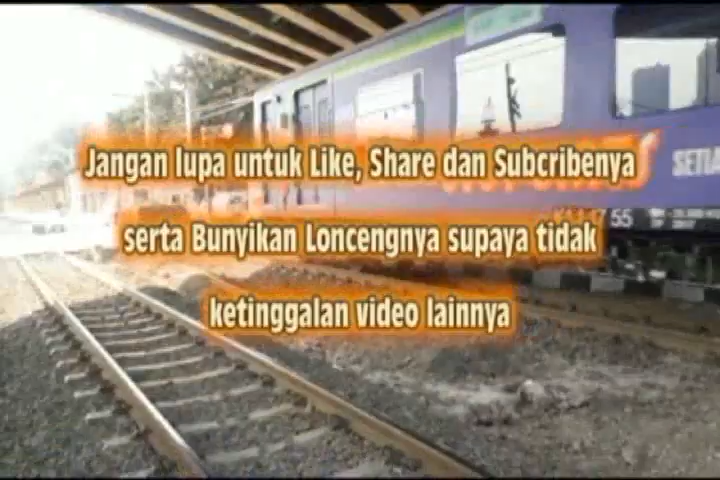 Jangan lupa untuk Like, Share dan Subcribenya
serta Bunyikan Loncengnya supaya tidak
ketinggalan video lainnya
SETIA
55